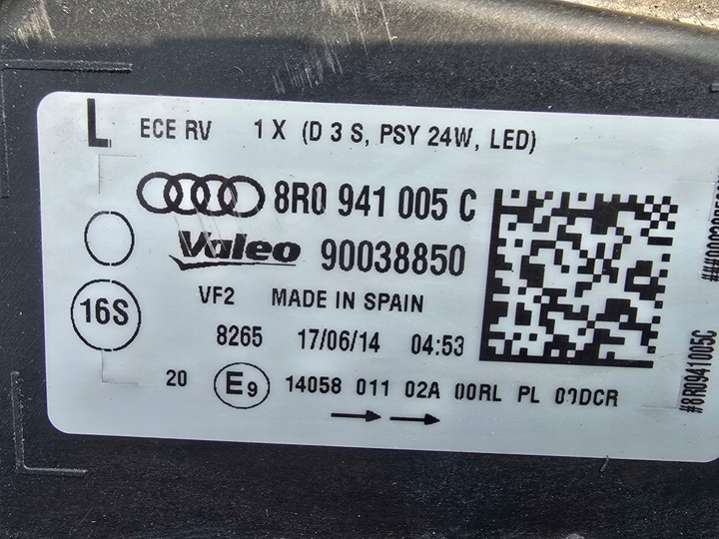 L ECE RV 1 X (D 3 S, PSY 24W, LED)
8R0 941 005 C
Valeo 90038850
VF2 MADE IN SPAIN
16S
8265 17/06/14 04:53
20 E9 14058 011 02A 00RL PL 00DCR
#8R0941005C